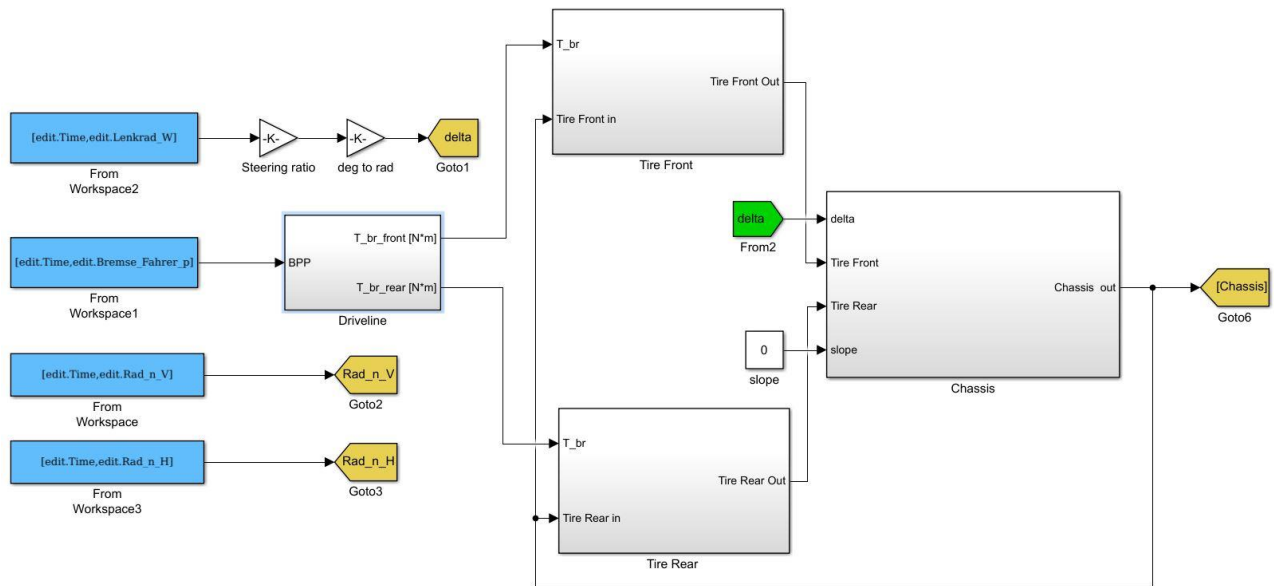 [edit.Time,edit.Lenkrad_W]
From
Workspace2
-K-
Steering ratio
-K-
deg to rad
delta
Goto1
[edit.Time,edit.Bremse_Fahrer_p]
From
Workspace1
BPP
T_br_front [N*m]
T_br_rear [N*m]
Driveline
[edit.Time,edit.Rad_n_V]
From
Workspace
Rad_n_V
Goto2
[edit.Time,edit.Rad_n_H]
From
Workspace3
Rad_n_H
Goto3
T_br
Tire Front in
Tire Front Out
Tire Front
delta
From2
0
slope
T_br
Tire Rear in
Tire Rear Out
Tire Rear
delta
Tire Front
Tire Rear
slope
Chassis out
Chassis
[Chassis]
Goto6